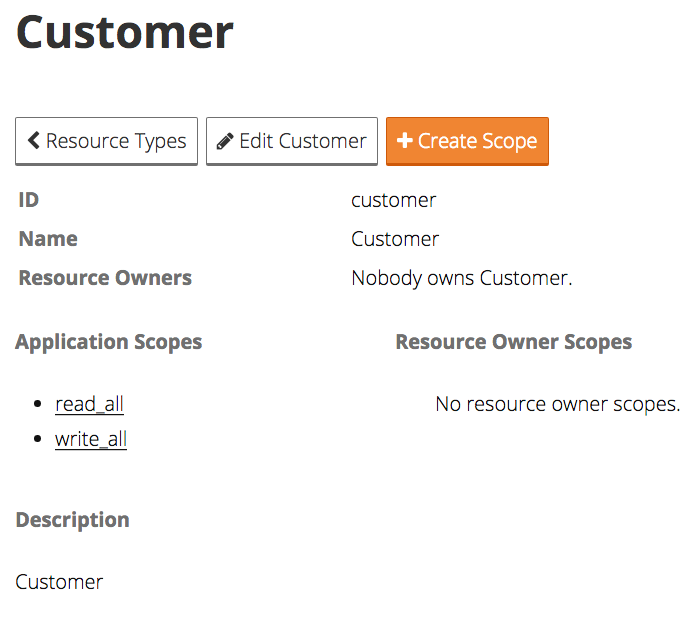 Customer
Resource Types Edit Customer Create Scope
ID customer
Name Customer
Resource Owners Nobody owns Customer.
Application Scopes Resource Owner Scopes
read_all No resource owner scopes.
write_all
Description
Customer